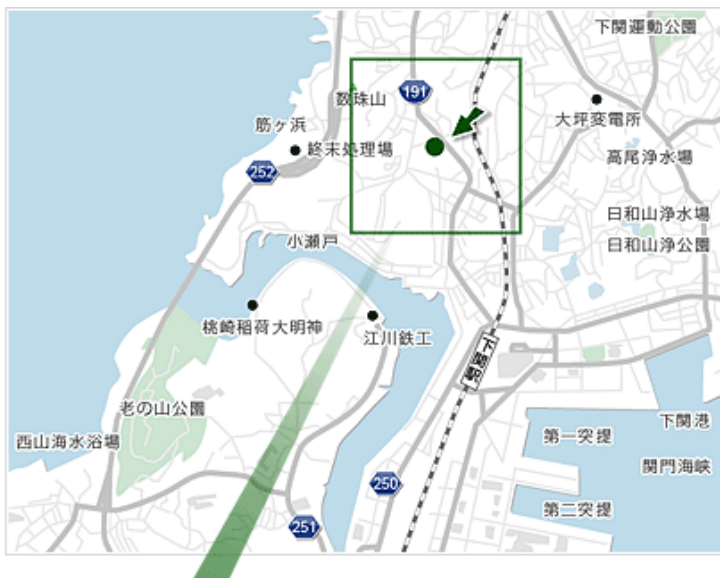 下関運動公園
191
数珠山
大坪変電所
筋ヶ浜
終末処理場
高尾浄水場
252
日和山浄水場
小瀬戸
日和山浄公園
桃崎稲荷大明神
江川鉄工
下関駅
老の山公園
下関港
西山海水浴場
第一突提
関門海峡
250
第二突提
251